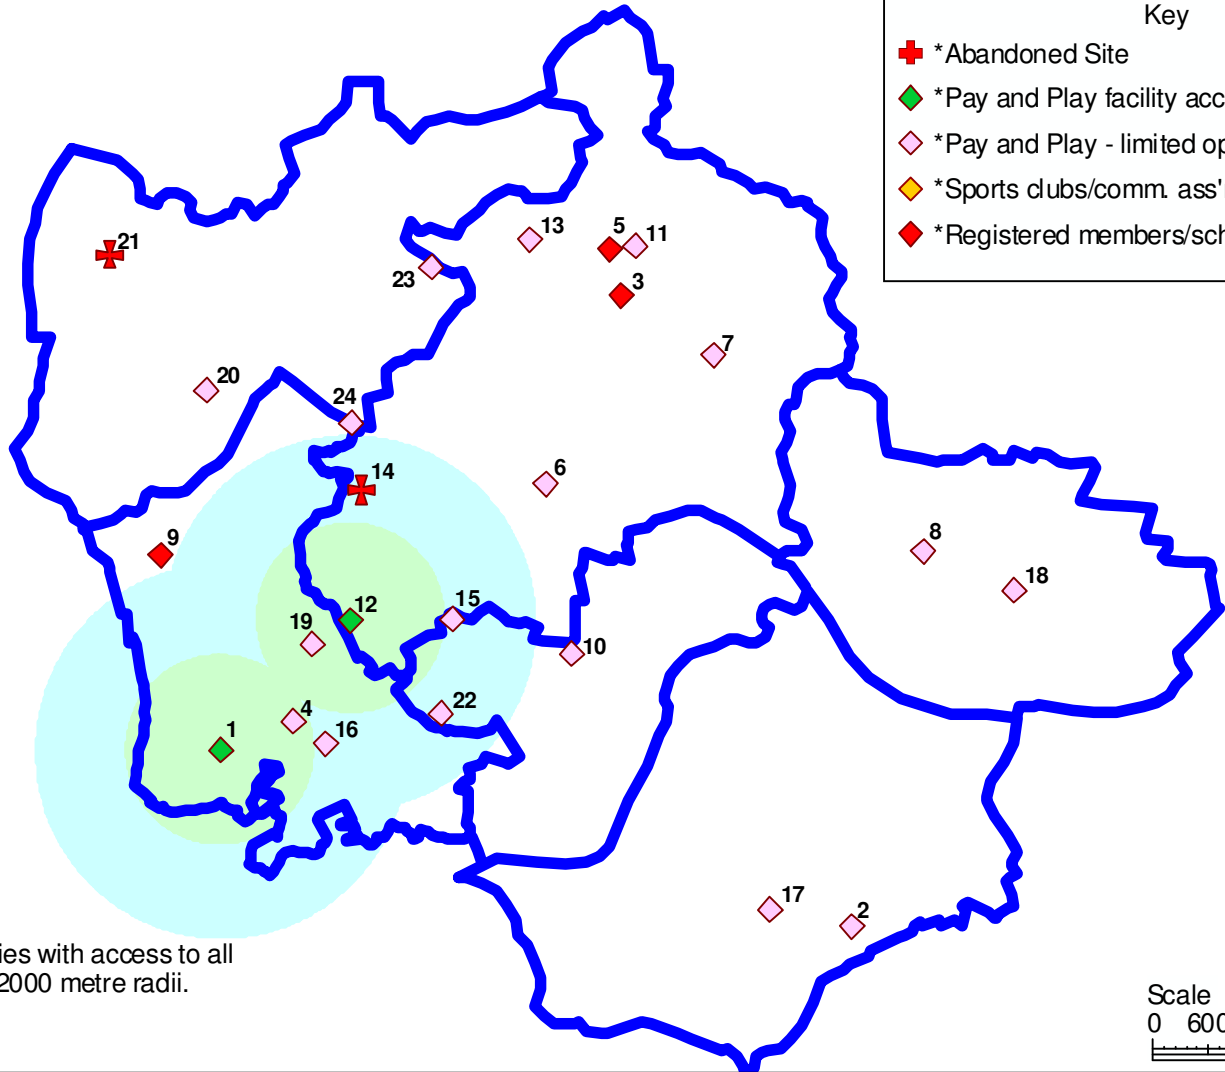 Key
*Abandoned Site
*Pay and Play facility acc
*Pay and Play - limited op
*Sports clubs/comm. ass'
*Registered members/sch
21
13
5
11
23
3
7
20
24
14
6
9
8
18
12
15
19
10
22
4
1
16
17
2
ies with access to all
2000 metre radii.
Scale
0 600